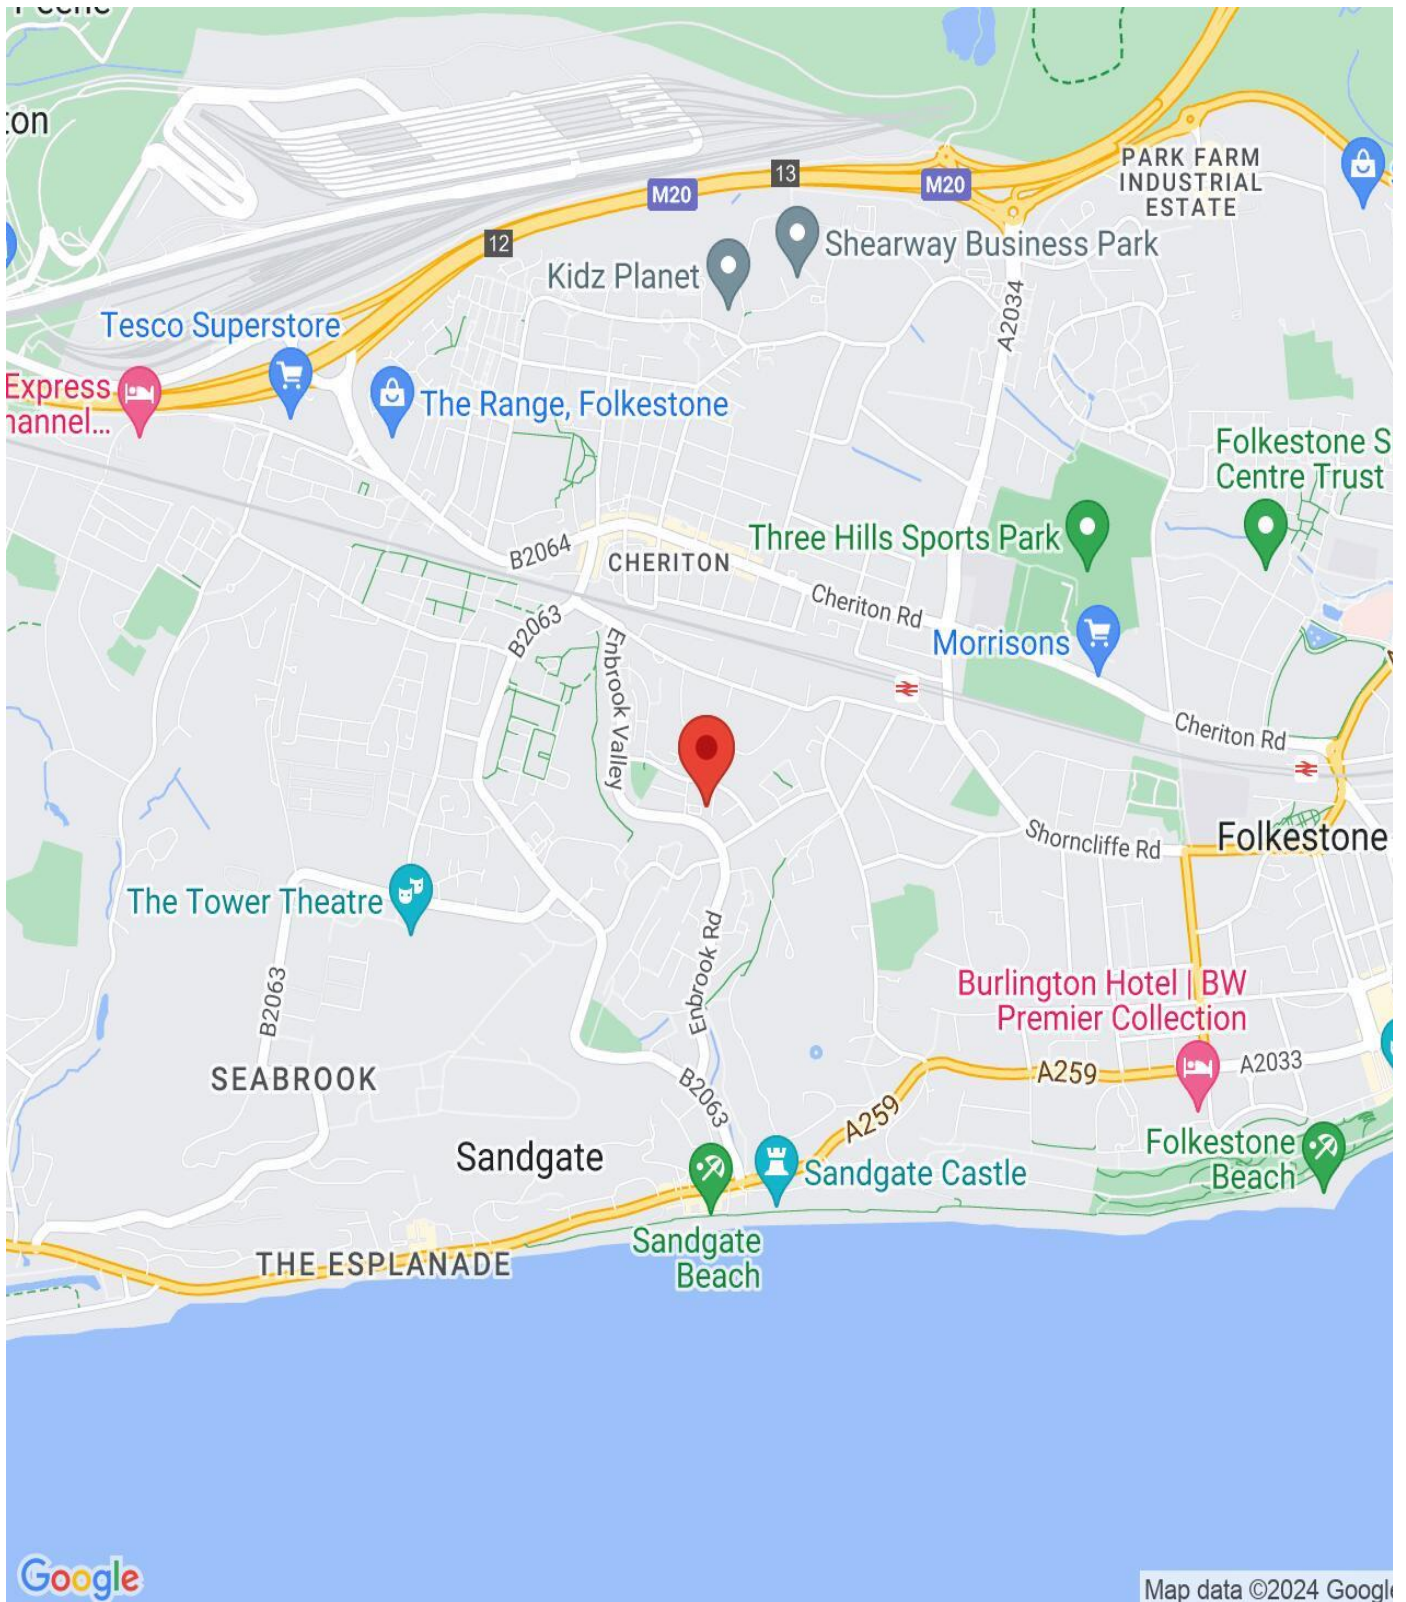 ton
PARK FARM
INDUSTRIAL
ESTATE
13
M20
M20
12
Shearway Business Park
Kidz Planet
A2034
Tesco Superstore
Express
hannel...
The Range, Folkestone
Folkestone S
Centre Trust
Three Hills Sports Park
B2064
CHERITON
Cheriton Rd
B2063
Morrisons
Enbrook Valley
Cheriton Rd
Shorncliffe Rd
Folkestone
The Tower Theatre
Enbrook Rd
B2063
Burlington Hotel | BW
Premier Collection
SEABROOK
A259
A2033
B2063
A259
Sandgate
Folkestone
Beach
Sandgate Castle
Sandgate
Beach
THE ESPLANADE
Google
Map data ©2024 Google